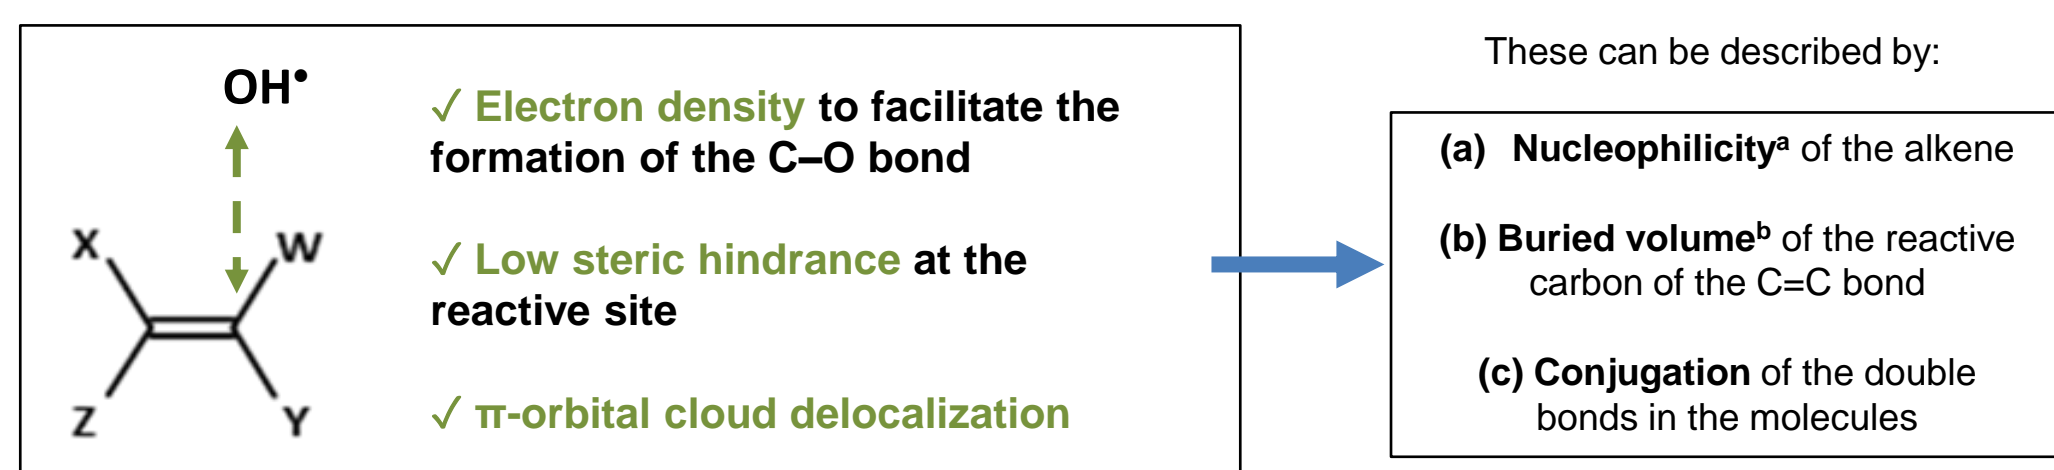 OH•
X
W
Z
Y
✓ Electron density to facilitate the
formation of the C–O bond
✓ Low steric hindrance at the
reactive site
✓ π-orbital cloud delocalization
These can be described by:
(a) Nucleophilicityᵃ of the alkene
(b) Buried volumeᵇ of the reactive
carbon of the C=C bond
(c) Conjugation of the double
bonds in the molecules